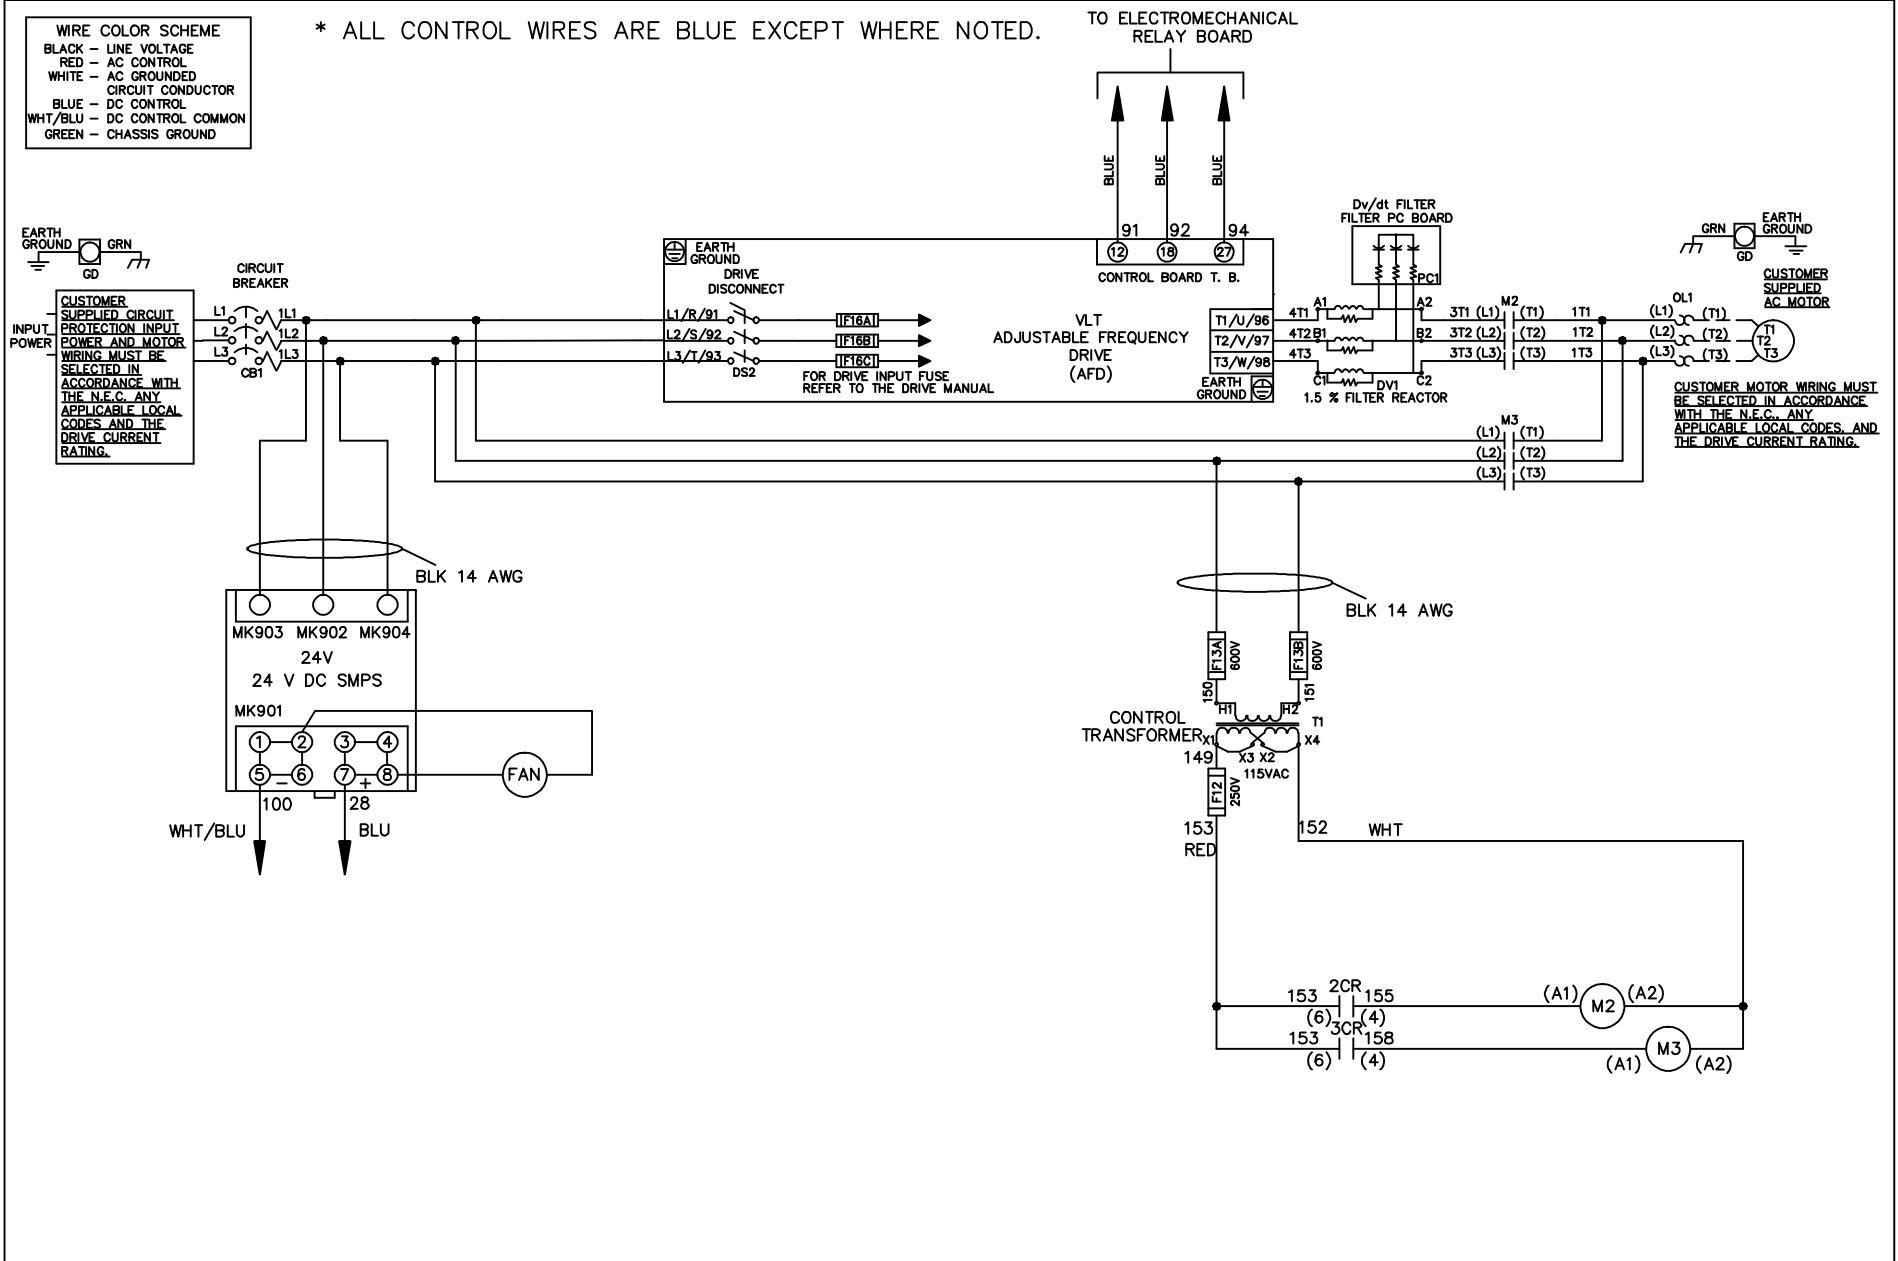 WIRE COLOR SCHEME
BLACK – LINE VOLTAGE
RED – AC CONTROL
WHITE – AC GROUNDED
CIRCUIT CONDUCTOR
BLUE – DC CONTROL
WHT/BLU – DC CONTROL COMMON
GREEN – CHASSIS GROUND
* ALL CONTROL WIRES ARE BLUE EXCEPT WHERE NOTED.
TO ELECTROMECHANICAL
RELAY BOARD
BLUE
BLUE
BLUE
91 92 94
12 18 27
CONTROL BOARD T. B.
EARTH
GROUND
GRN
GD
CIRCUIT
BREAKER
INPUT
POWER
CUSTOMER
SUPPLIED CIRCUIT
PROTECTION INPUT
POWER AND MOTOR
WIRING MUST BE
SELECTED IN
ACCORDANCE WITH
THE N.E.C. ANY
APPLICABLE LOCAL
CODES AND THE
DRIVE CURRENT
RATING.
L1 1L1
L2 1L2
L3 1L3
CB1
EARTH
GROUND
DRIVE
DISCONNECT
L1/R/91
L2/S/92
L3/T/93
DS2
F16A
F16B
F16C
FOR DRIVE INPUT FUSE
REFER TO THE DRIVE MANUAL
VLT
ADJUSTABLE FREQUENCY
DRIVE
(AFD)
T1/U/96
T2/V/97
T3/W/98
EARTH
GROUND
4T1 A1 A2
4T2 B1 B2
4T3
C1 DV1 C2
1.5 % FILTER REACTOR
Dv/dt FILTER
FILTER PC BOARD
PC1
M2
3T1 (L1) (T1) 1T1
3T2 (L2) (T2) 1T2
3T3 (L3) (T3) 1T3
M3
(L1) (T1)
(L2) (T2)
(L3) (T3)
OL1
(L1) (T1)
(L2) (T2)
(L3) (T3)
T1
T2
T3
GRN
EARTH
GROUND
GD
CUSTOMER
SUPPLIED
AC MOTOR
CUSTOMER MOTOR WIRING MUST
BE SELECTED IN ACCORDANCE
WITH THE N.E.C., ANY
APPLICABLE LOCAL CODES, AND
THE DRIVE CURRENT RATING.
BLK 14 AWG
MK903 MK902 MK904
24V
24 V DC SMPS
MK901
1 2 3 4
5 – 6 7 + 8
FAN
100 28
WHT/BLU BLU
BLK 14 AWG
F13A 600V
F13B 600V
150 151
H1 H2
T1
CONTROL
TRANSFORMER
X1 X4
149 X3 X2
115VAC
F12 250V
153
RED
152 WHT
153 2CR 155 (A1) M2 (A2)
(6) (4)
153 3CR 158 M3
(6) (4) (A1) (A2)